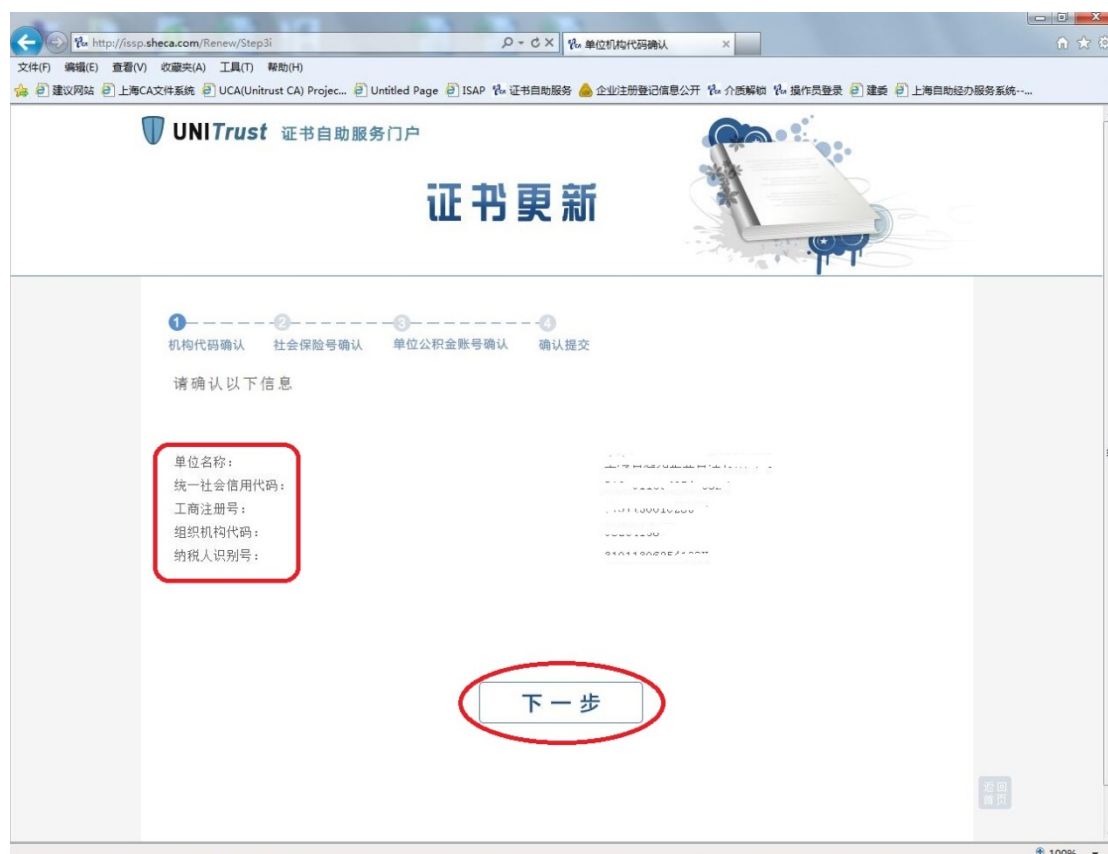 http://issp.sheca.com/Renew/Step3i
单位机构代码确认
文件(F) 编辑(E) 查看(V) 收藏夹(A) 工具(T) 帮助(H)
建议网站 上海CA文件系统 UCA(Unitrust CA) Projec... Untitled Page ISAP 证书自助服务 企业注册登记信息公开 介质解锁 操作员登录 建委 上海自助经办服务系统--...
UNITrust 证书自助服务门户
证书更新
1 2 3 4
机构代码确认 社会保险号确认 单位公积金账号确认 确认提交
请确认以下信息
单位名称:
统一社会信用代码:
工商注册号:
组织机构代码:
纳税人识别号:
下一步
返回
首页
100%